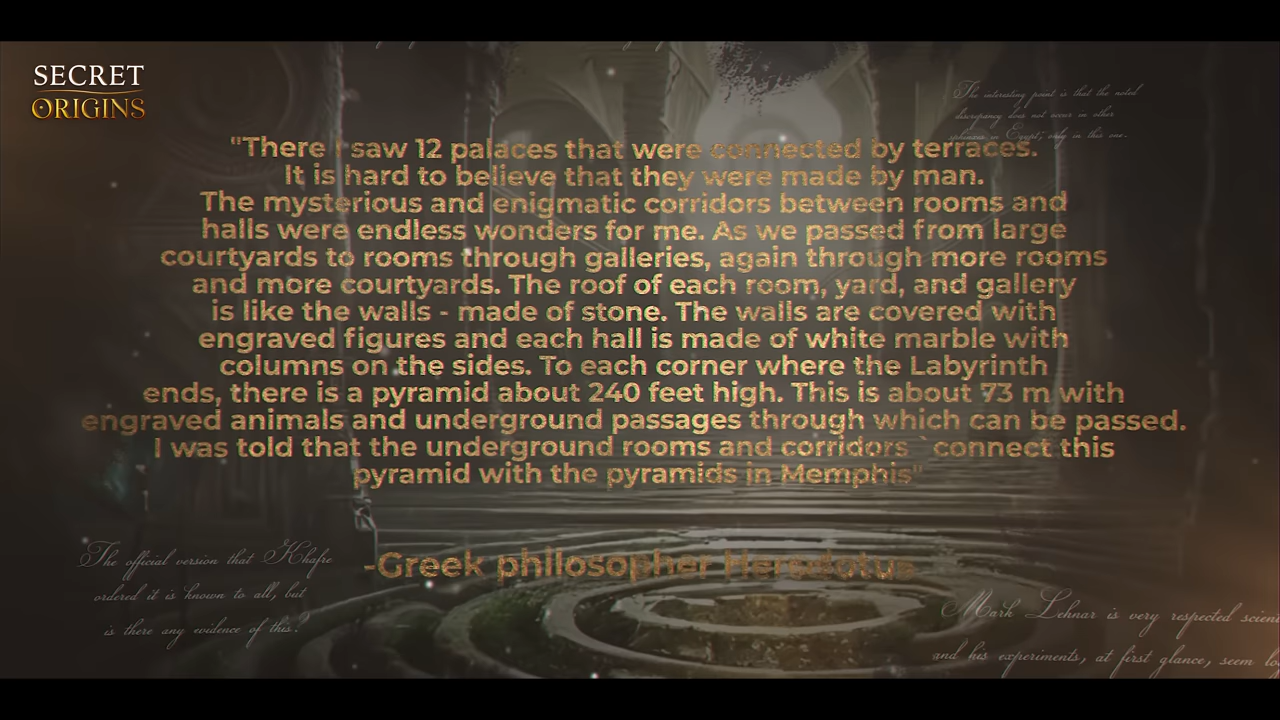 SECRET
ORIGINS
The interesting point is that the noted
discrepancy does not occur in other
sphinxes in Egypt, only in this one.
"There I saw 12 palaces that were connected by terraces.
It is hard to believe that they were made by man.
The mysterious and enigmatic corridors between rooms and
halls were endless wonders for me. As we passed from large
courtyards to rooms through galleries, again through more rooms
and more courtyards. The roof of each room, yard, and gallery
is like the walls - made of stone. The walls are covered with
engraved figures and each hall is made of white marble with
columns on the sides. To each corner where the Labyrinth
ends, there is a pyramid about 240 feet high. This is about 73 m with
engraved animals and underground passages through which can be passed.
I was told that the underground rooms and corridors ` connect this
pyramid with the pyramids in Memphis"
-Greek philosopher Herodotus
The official version that Khafre
ordered it is known to all, but
is there any evidence of this?
Mark Lehnar is very respected scien
and his experiments, at first glance, seem lo